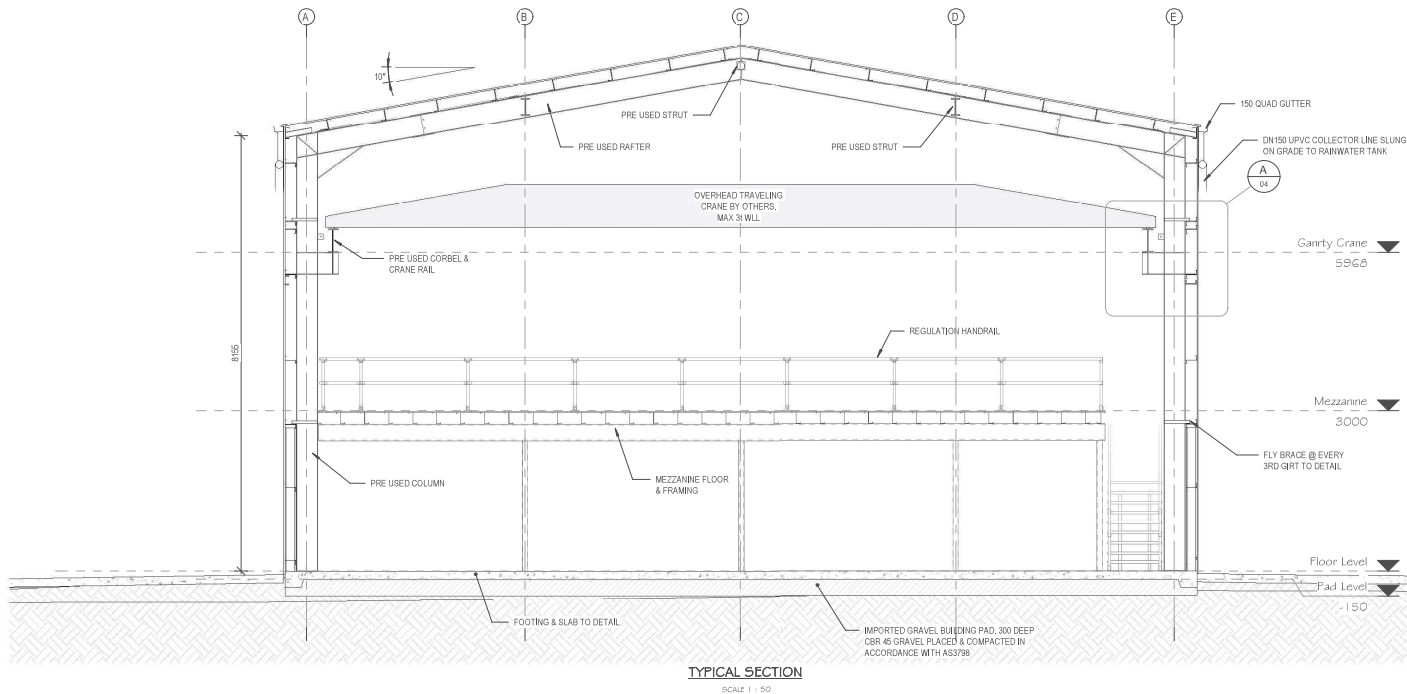 A
B
C
D
E
10°
PRE USED STRUT
PRE USED RAFTER
PRE USED STRUT
150 QUAD GUTTER
DN150 UPVC COLLECTOR LINE SLUNG
ON GRADE TO RAINWATER TANK
A
04
OVERHEAD TRAVELING
CRANE BY OTHERS.
MAX 3t WLL
PRE USED CORBEL &
CRANE RAIL
Ganrty Crane
5968
8155
REGULATION HANDRAIL
Mezzanine
3000
PRE USED COLUMN
MEZZANINE FLOOR
& FRAMING
FLY BRACE @ EVERY
3RD GIRT TO DETAIL
Floor Level
Pad Level
-150
FOOTING & SLAB TO DETAIL
IMPORTED GRAVEL BUILDING PAD. 300 DEEP
CBR 45 GRAVEL PLACED & COMPACTED IN
ACCORDANCE WITH AS3798
TYPICAL SECTION
SCALE 1 : 50